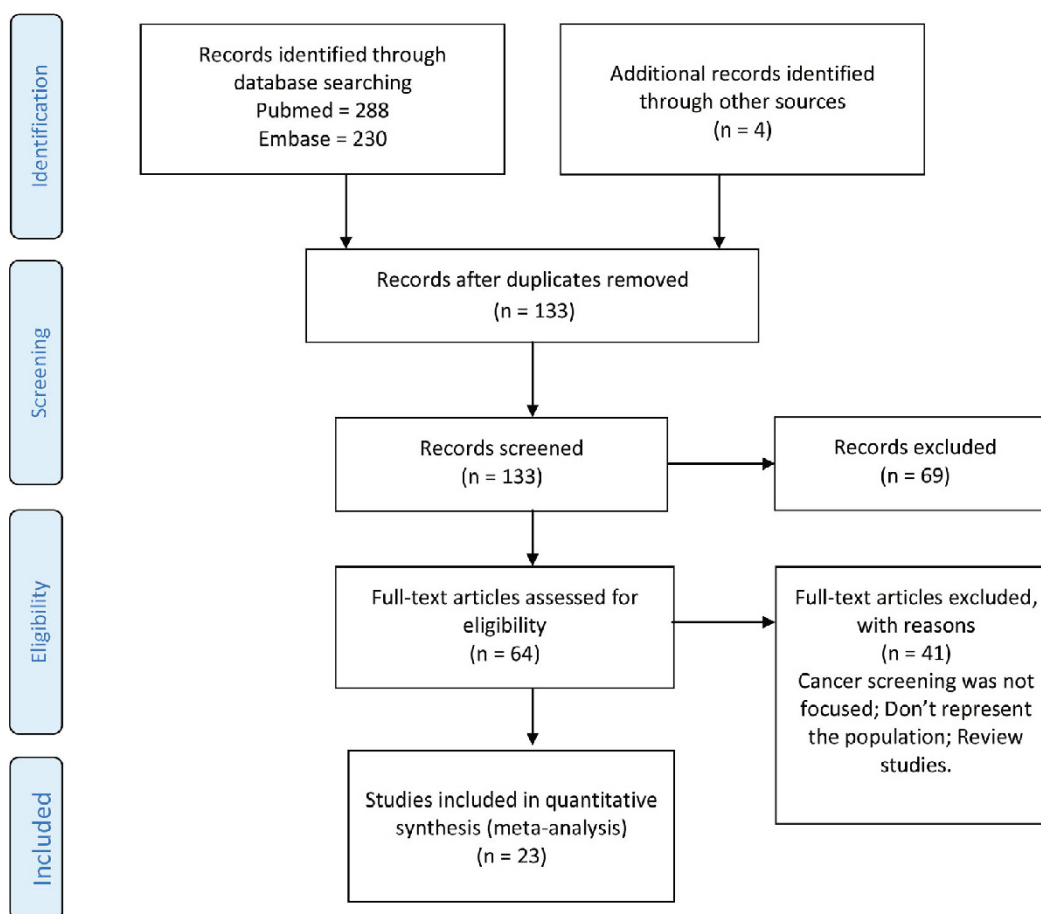 Identification
Records identified through
database searching
Pubmed = 288
Embase = 230
Additional records identified
through other sources
(n = 4)
Screening
Records after duplicates removed
(n = 133)
Records screened
(n = 133)
Records excluded
(n = 69)
Eligibility
Full-text articles assessed for
eligibility
(n = 64)
Full-text articles excluded,
with reasons
(n = 41)
Cancer screening was not
focused; Don’t represent
the population; Review
studies.
Included
Studies included in quantitative
synthesis (meta-analysis)
(n = 23)